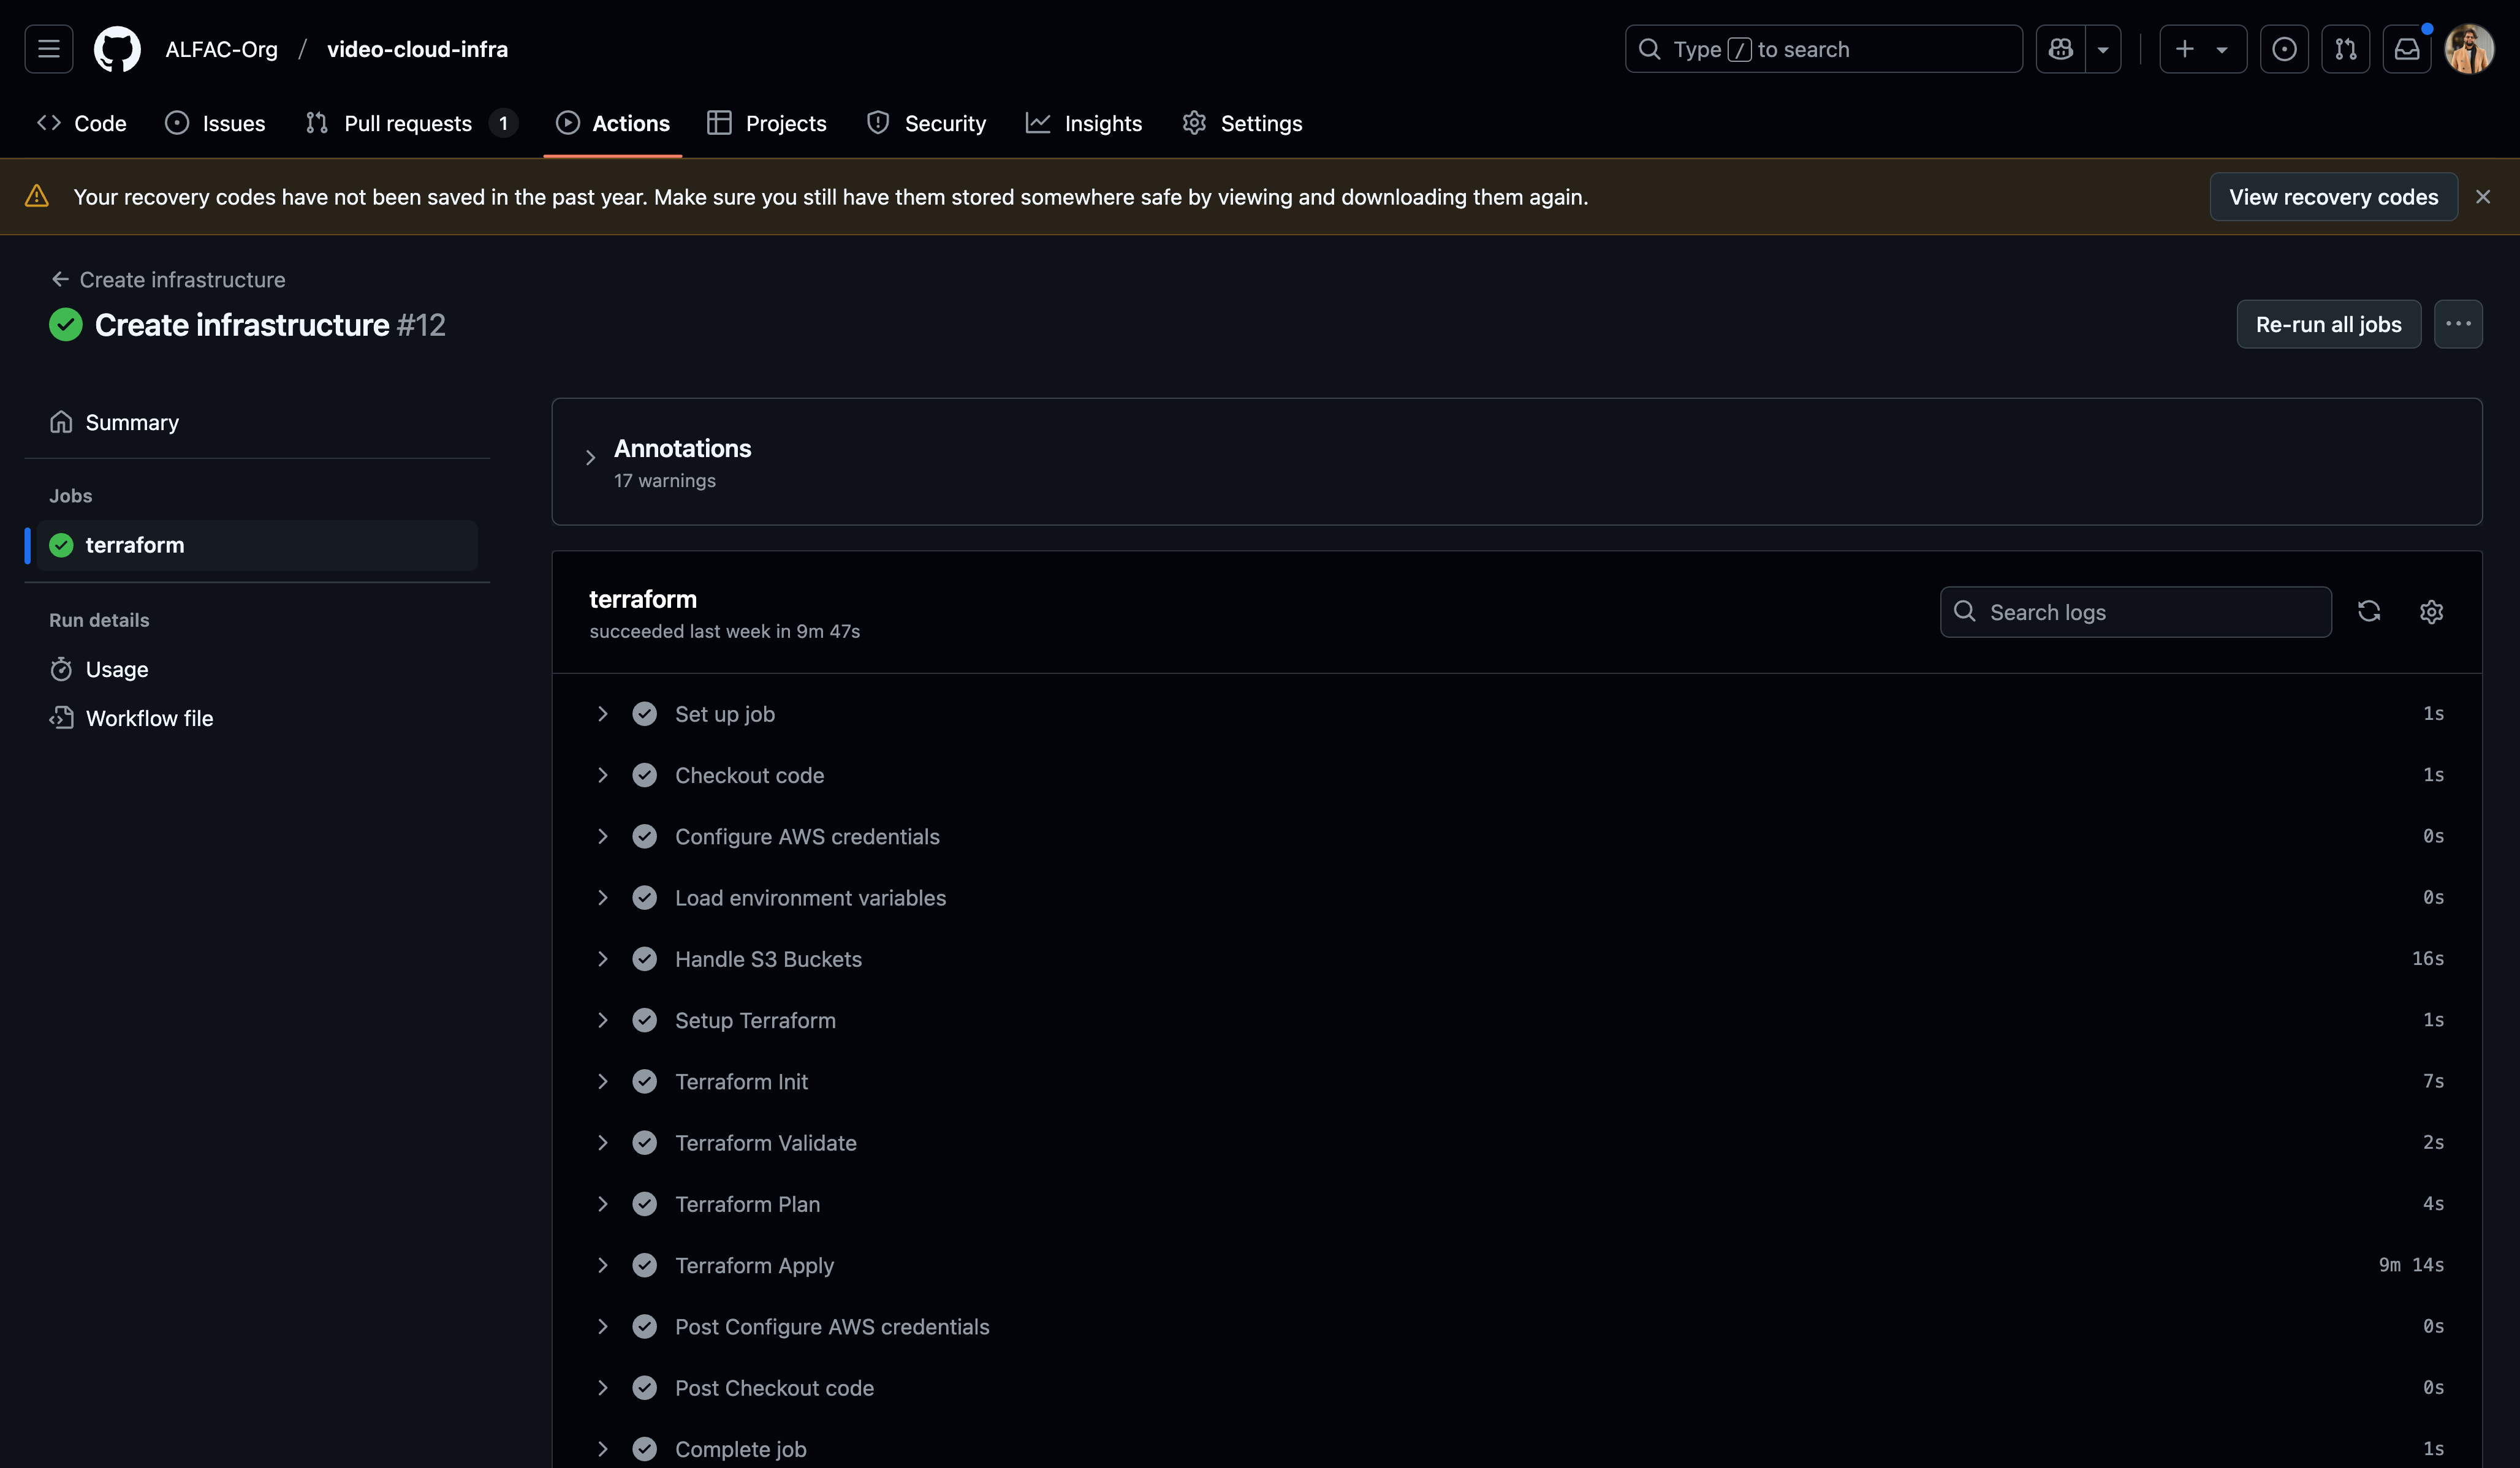 ALFAC-Org / video-cloud-infra
Type / to search
Code
Issues
Pull requests 1
Actions
Projects
Security
Insights
Settings
Your recovery codes have not been saved in the past year. Make sure you still have them stored somewhere safe by viewing and downloading them again.
View recovery codes
Create infrastructure
Create infrastructure #12
Re-run all jobs
Summary
Jobs
terraform
Run details
Usage
Workflow file
Annotations
17 warnings
terraform
succeeded last week in 9m 47s
Search logs
Set up job 1s
Checkout code 1s
Configure AWS credentials 0s
Load environment variables 0s
Handle S3 Buckets 16s
Setup Terraform 1s
Terraform Init 7s
Terraform Validate 2s
Terraform Plan 4s
Terraform Apply 9m 14s
Post Configure AWS credentials 0s
Post Checkout code 0s
Complete job 1s